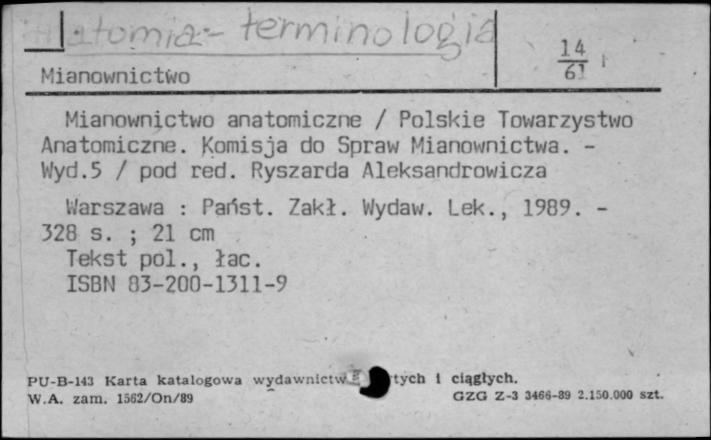 anatomia - terminologia
14
61
Mianownictwo
Mianownictwo anatomiczne / Polskie Towarzystwo
Anatomiczne. Komisja do Spraw Mianownictwa. -
Wyd.5 / pod red. Ryszarda Aleksandrowicza
Warszawa : Państ. Zakł. Wydaw. Lek., 1989. -
328 s. ; 21 cm
Tekst pol., łac.
ISBN 83-200-1311-9
PU-B-143 Karta katalogowa wydawnictw tych i ciągłych.
W.A. zam. 1562/On/89 GZG Z-3 3466-89 2.150.000 szt.